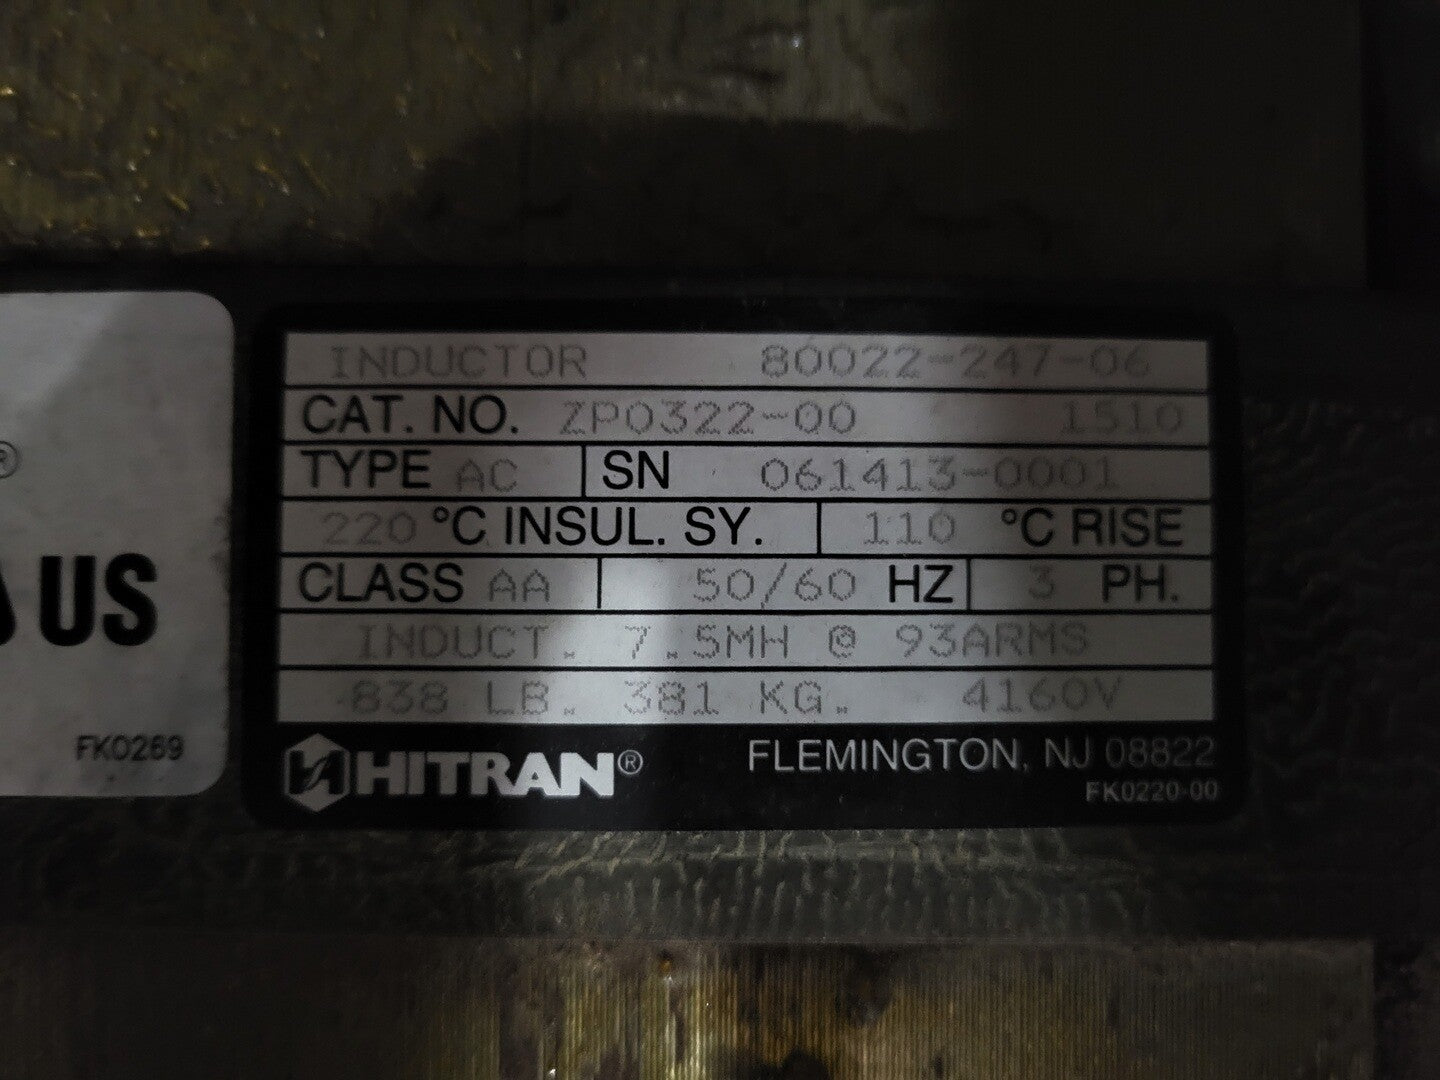 INDUCTOR 80022-247-06
CAT. NO. ZP0322-00 1510
TYPE AC SN 061413-0001
220 °C INSUL. SY. 110 °C RISE
CLASS AA 50/60 HZ 3 PH.
INDUCT. 7.5MH @ 93ARMS
838 LB. 381 KG. 4160V
HITRAN® FLEMINGTON, NJ 08822
FK0220-00
®
US
FK0269